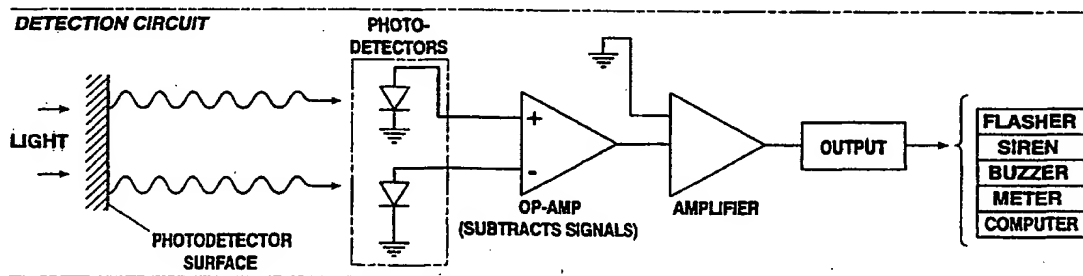 DETECTION CIRCUIT
LIGHT
PHOTODETECTOR
SURFACE
PHOTO-
DETECTORS
+
-
OP-AMP
(SUBTRACTS SIGNALS)
AMPLIFIER
OUTPUT
FLASHER
SIREN
BUZZER
METER
COMPUTER